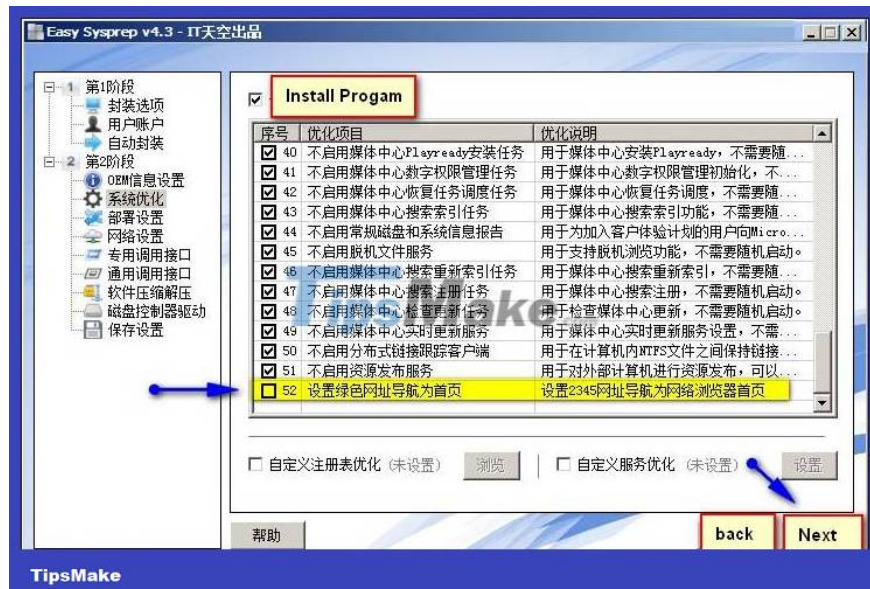 Easy Sysprep v4.3 - IT天空出品
1 第1阶段
封装选项
用户账户
自动封装
2 第2阶段
OEM信息设置
系统优化
部署设置
网络设置
专用调用接口
通用调用接口
软件压缩解压
磁盘控制器驱动
保存设置
Install Progam
序号 优化项目 优化说明
40 不启用媒体中心Playready安装任务 用于媒体中心安装Playready，不需要随...
41 不启用媒体中心数字权限管理任务 用于媒体中心数字权限管理初始化，不...
42 不启用媒体中心恢复任务调度任务 用于媒体中心恢复任务调度，不需要随...
43 不启用媒体中心搜索索引任务 用于媒体中心搜索索引功能，不需要随...
44 不启用常规磁盘和系统信息报告 用于为加入客户体验计划的用户向Micro...
45 不启用脱机文件服务 用于支持脱机浏览功能，不需要随机启动。
46 不启用媒体中心搜索重新索引任务 用于媒体中心搜索重新索引，不需要随...
47 不启用媒体中心搜索注册任务 用于媒体中心搜索注册，不需要随机启动。
48 不启用媒体中心检查更新任务 用于检查媒体中心更新，不需要随机启动。
49 不启用媒体中心实时更新任务 用于媒体中心实时更新服务设置，不需...
50 不启用分布式链接跟踪客户端 用于在计算机内NTFS文件之间保持链接...
51 不启用资源发布服务 用于对外部计算机进行资源发布，可以...
52 设置绿色网址导航为首页 设置2345网址导航为网络浏览器首页
TipsMake
自定义注册表优化 (未设置) 浏览 自定义服务优化 (未设置) 设置
帮助 back Next
TipsMake